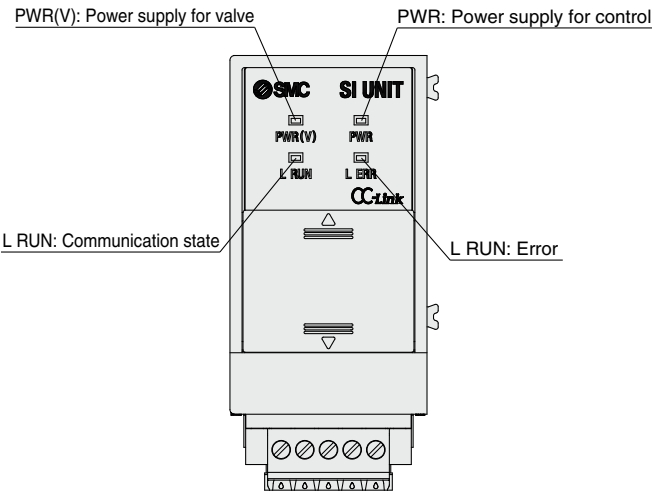 PWR(V): Power supply for valve
PWR: Power supply for control
SMC SI UNIT
PWR(V) PWR
L RUN L ERR
CC-Link
L RUN: Communication state
L RUN: Error